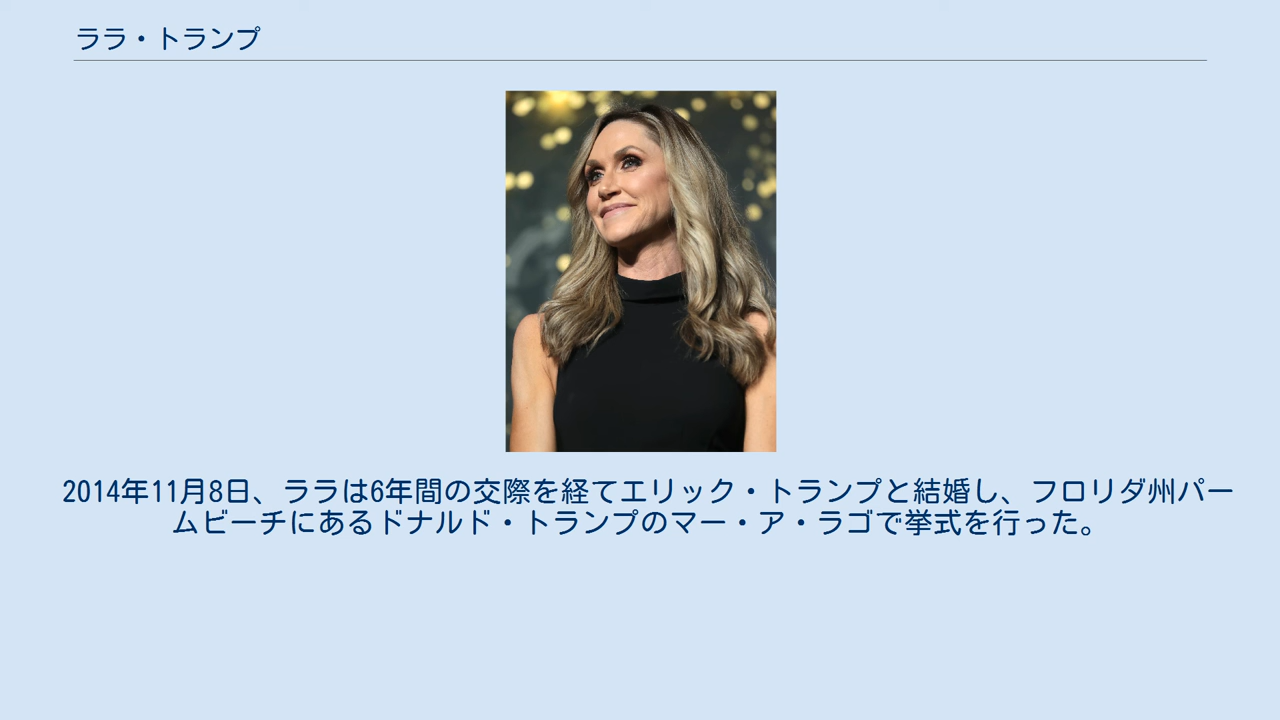 ララ・トランプ
2014年11月8日、ララは6年間の交際を経てエリック・トランプと結婚し、フロリダ州パー
ムビーチにあるドナルド・トランプのマー・ア・ラゴで挙式を行った。